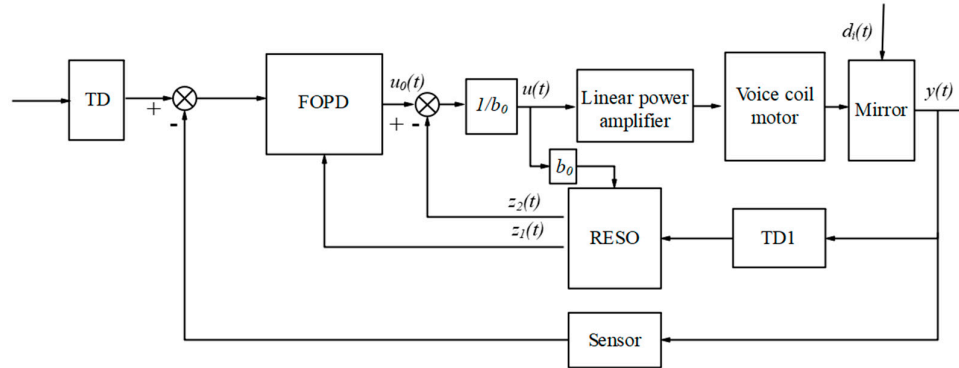 dᵢ(t)
TD
+
-
FOPD
u₀(t)
+
-
1/b₀
u(t)
Linear power
amplifier
Voice coil
motor
Mirror
y(t)
b₀
z₂(t)
z₁(t)
RESO
TD1
Sensor